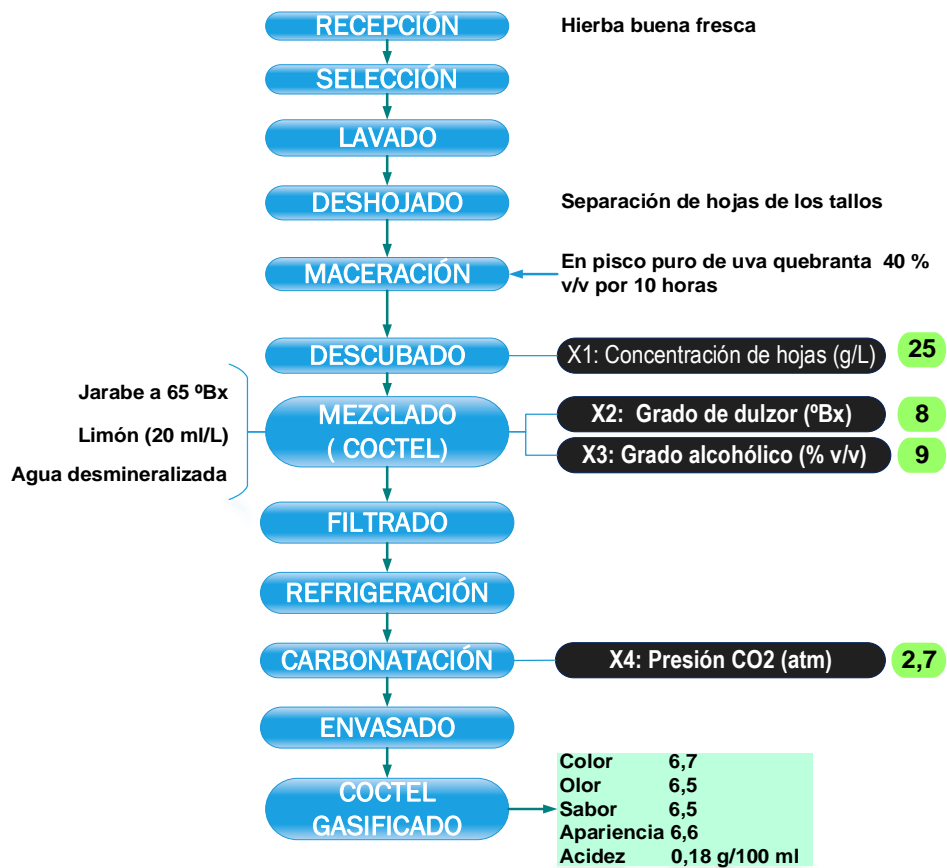 RECEPCIÓN
Hierba buena fresca
SELECCIÓN
LAVADO
DESHOJADO
Separación de hojas de los tallos
MACERACIÓN
En pisco puro de uva quebranta 40 %
v/v por 10 horas
DESCUBADO
X1: Concentración de hojas (g/L)
25
Jarabe a 65 ºBx
Limón (20 ml/L)
Agua desmineralizada
MEZCLADO
( COCTEL)
X2: Grado de dulzor (ºBx)
8
X3: Grado alcohólico (% v/v)
9
FILTRADO
REFRIGERACIÓN
CARBONATACIÓN
X4: Presión CO2 (atm)
2,7
ENVASADO
COCTEL
GASIFICADO
Color 6,7
Olor 6,5
Sabor 6,5
Apariencia 6,6
Acidez 0,18 g/100 ml